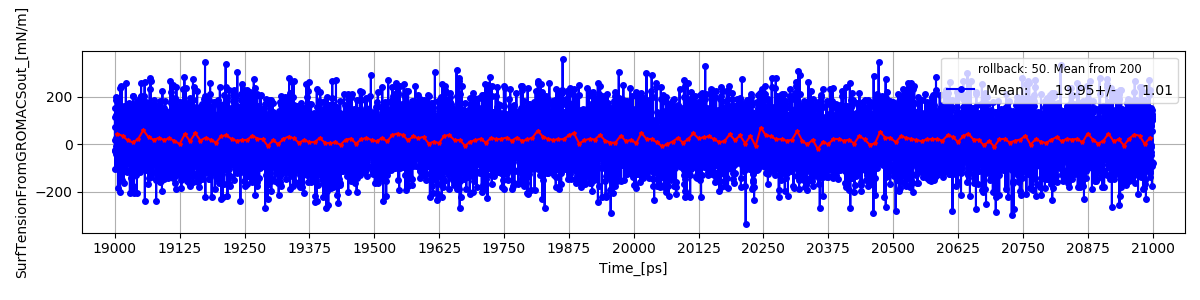 SurfTensionFromGROMACSout_[mN/m]
200
0
−200
rollback: 50. Mean from 200
Mean: 19.95+/- 1.01
19000 19125 19250 19375 19500 19625 19750 19875 20000 20125 20250 20375 20500 20625 20750 20875 21000
Time_[ps]